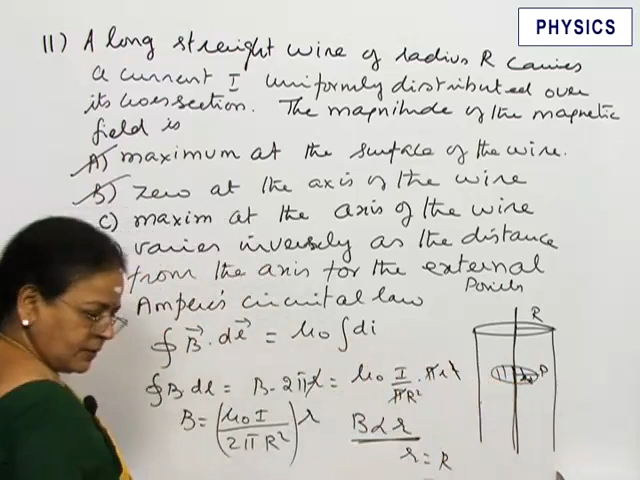 PHYSICS
11) A long straight wire of radius R carries
a current I uniformly distributed over
its crossection. The magnitude of the magnetic
field is
A) maximum at the surface of the wire.
B) zero at the axis of the wire
C) maxim at the axis of the wire
) varies inversely as the distance
from the axis for the external
points
Ampere's circuital law
∮ B⃗ . dl⃗ = μ0 ∫ di
∮ B dl = B. 2πr = μ0 I/πR² . πr²
B = (μ0 I / 2πR²) r
B α r
r = R
R
P